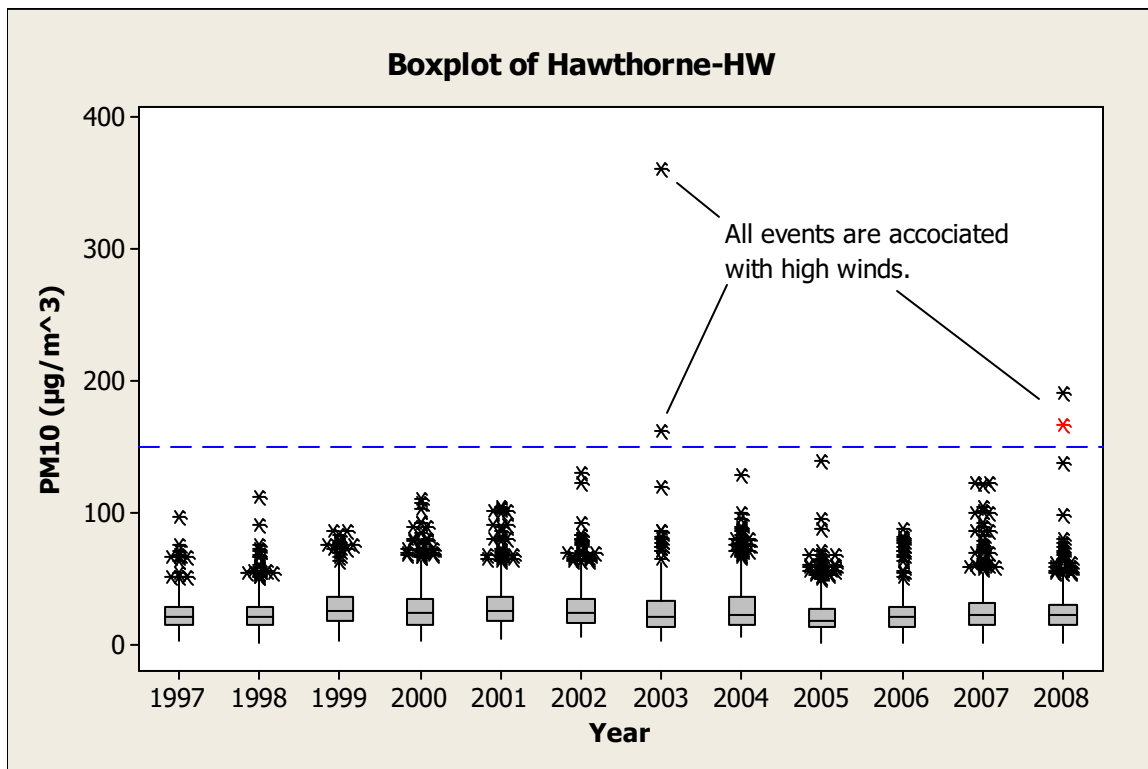 Boxplot of Hawthorne-HW
400
300
200
100
0
PM10 (µg/m^3)
All events are accociated
with high winds.
1997 1998 1999 2000 2001 2002 2003 2004 2005 2006 2007 2008
Year